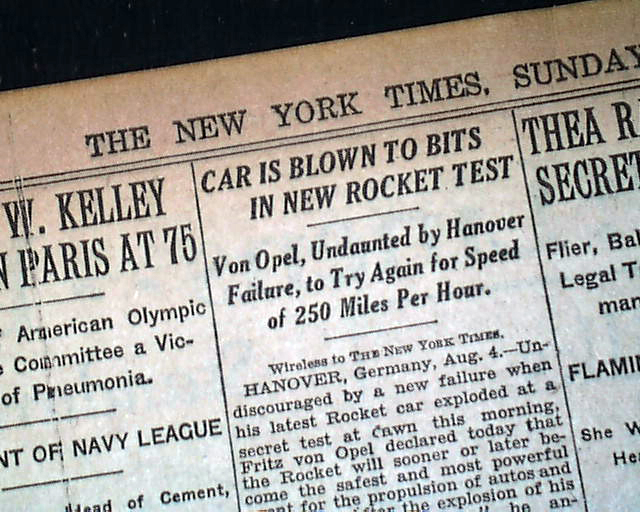 THE NEW YORK TIMES, SUNDAY
W. KELLEY
PARIS AT 75
American Olympic
Committee a Vic-
of Pneumonia.
NT OF NAVY LEAGUE
Head of Cement,
CAR IS BLOWN TO BITS
IN NEW ROCKET TEST
Von Opel, Undaunted by Hanover
Failure, to Try Again for Speed
of 250 Miles Per Hour.
Wireless to THE NEW YORK TIMES.
HANOVER, Germany, Aug. 4.—Un-
discouraged by a new failure when
his latest Rocket car exploded at a
secret test at dawn this morning,
Fritz von Opel declared today that
the Rocket will sooner or later be-
come the safest and most powerful
for the propulsion of autos and
the explosion of his
he an-
THEA R
SECRET
Flier, Bal
Legal T
mar
FLAMI
She W
He